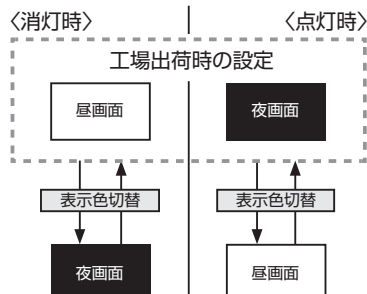 〈消灯時〉
〈点灯時〉
工場出荷時の設定
昼画面
夜画面
表示色切替
表示色切替
夜画面
昼画面